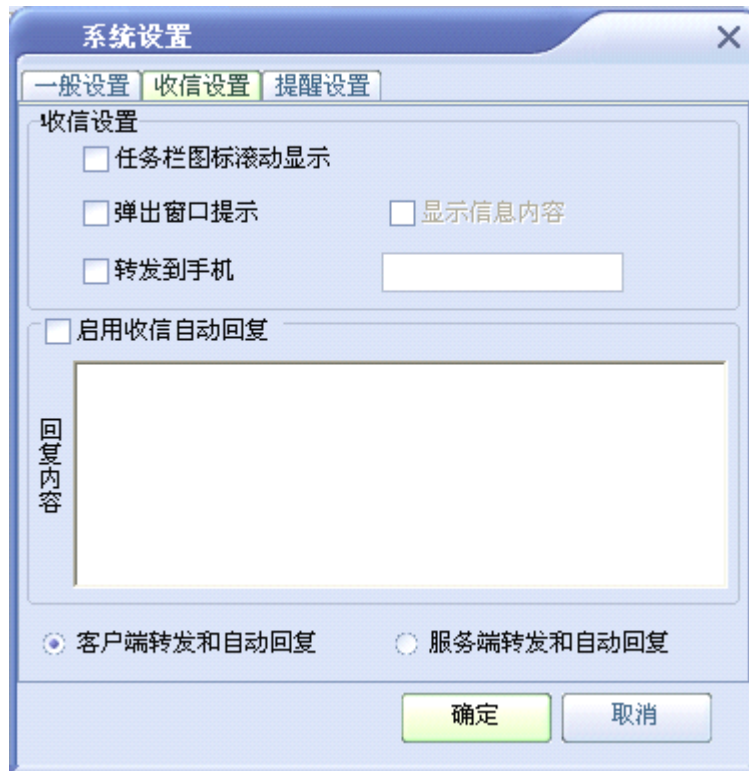 系统设置
一般设置 收信设置 提醒设置
收信设置
任务栏图标滚动显示
弹出窗口提示 显示信息内容
转发到手机
启用收信自动回复
回复内容
客户端转发和自动回复 服务端转发和自动回复
确定 取消